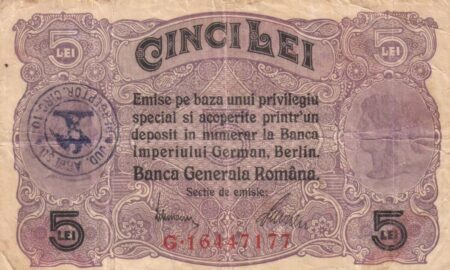 5
LEI
CINCI LEI
5
LEI
Emise pe baza unui privilegiu
special si acoperite printr'un
deposit in numerar la Banca
Imperiului German, Berlin.
Banca Generala Română.
Sectie de emisie:
5
LEI
G·16447177
5
LEI